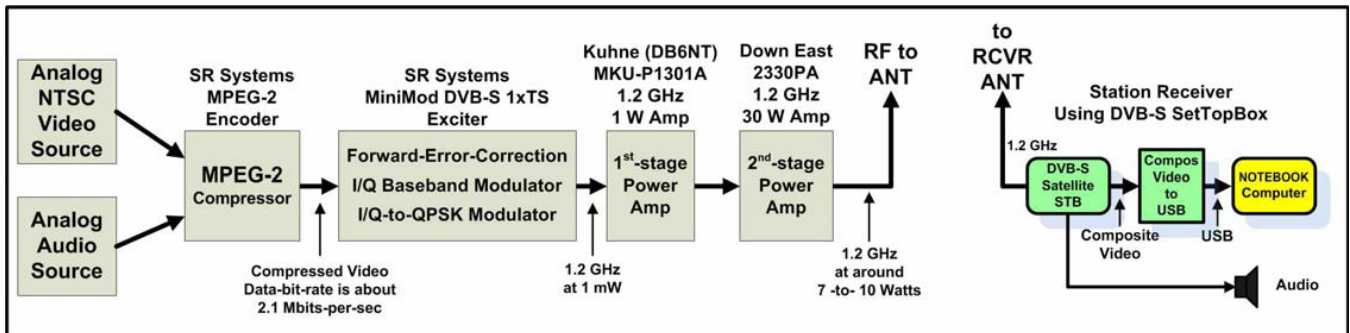 Analog
NTSC
Video
Source
Analog
Audio
Source
SR Systems
MPEG-2
Encoder
MPEG-2
Compressor
Compressed Video
Data-bit-rate is about
2.1 Mbits-per-sec
SR Systems
MiniMod DVB-S 1xTS
Exciter
Forward-Error-Correction
I/Q Baseband Modulator
I/Q-to-QPSK Modulator
1.2 GHz
at 1 mW
Kuhne (DB6NT)
MKU-P1301A
1.2 GHz
1 W Amp
1st-stage
Power
Amp
Down East
2330PA
1.2 GHz
30 W Amp
2nd-stage
Power
Amp
RF to
ANT
1.2 GHz
at around
7 -to- 10 Watts
to
RCVR
ANT
Station Receiver
Using DVB-S SetTopBox
1.2 GHz
DVB-S
Satellite
STB
Composite
Video
Compos
Video
to
USB
USB
NOTEBOOK
Computer
Audio